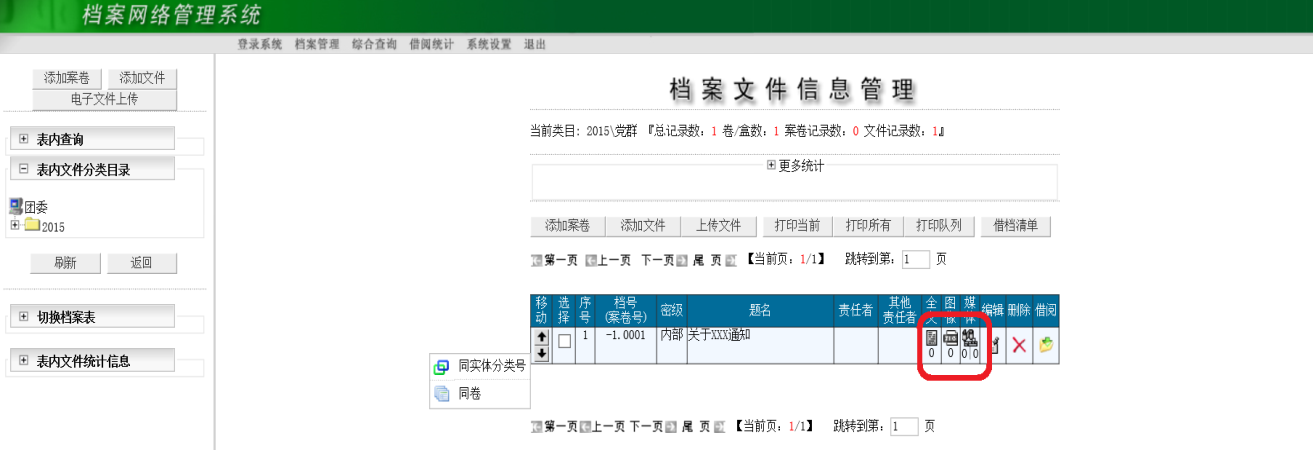 档案网络管理系统
登录系统 档案管理 综合查询 借阅统计 系统设置 退出
添加案卷 添加文件
电子文件上传
表内查询
表内文件分类目录
团委
2015
刷新 返回
切换档案表
表内文件统计信息
档案文件信息管理
当前类目: 2015\党群 『总记录数: 1 卷/盒数: 1 案卷记录数: 0 文件记录数: 1』
更多统计
添加案卷 添加文件 上传文件 打印当前 打印所有 打印队列 借档清单
第一页 上一页 下一页 尾 页 【当前页: 1/1】 跳转到第: 1 页
移动 选择 序号 档号(案卷号) 密级 题名 责任者 其他责任者 全文 图像 媒体 编辑 删除 借阅
1 -1.0001 内部 关于XXX通知 0 0 0|0
同实体分类号
同卷
第一页 上一页 下一页 尾 页 【当前页: 1/1】 跳转到第: 1 页